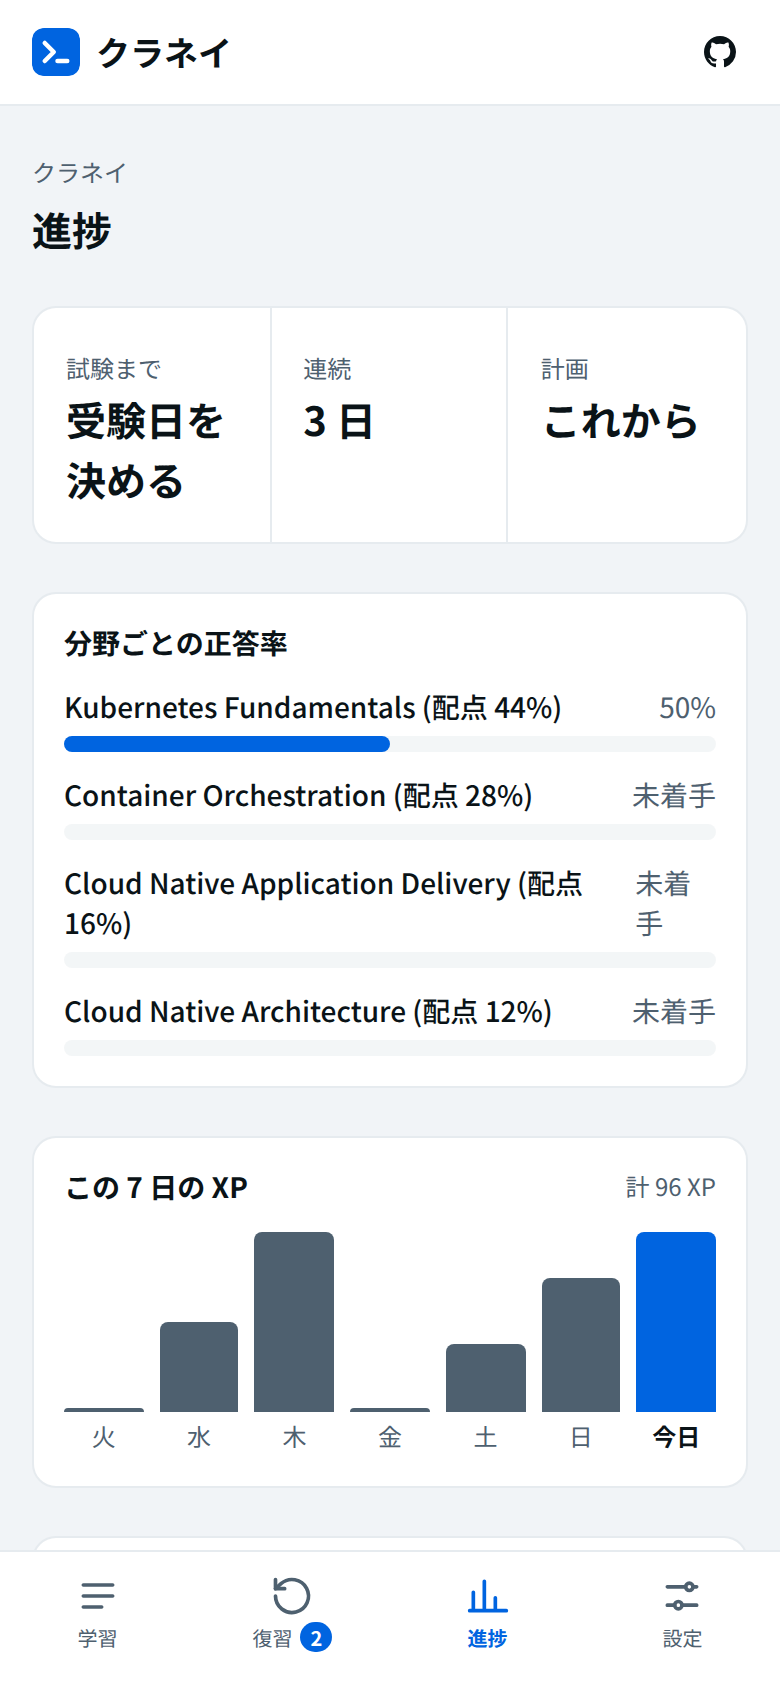 クラネイ
クラネイ
進捗
試験まで
受験日を
決める
連続
3 日
計画
これから
分野ごとの正答率
Kubernetes Fundamentals (配点 44%) 50%
Container Orchestration (配点 28%) 未着手
Cloud Native Application Delivery (配点
16%)
未着
手
Cloud Native Architecture (配点 12%) 未着手
この 7 日の XP 計 96 XP
火 水 木 金 土 日 今日
学習 復習 2 進捗 設定